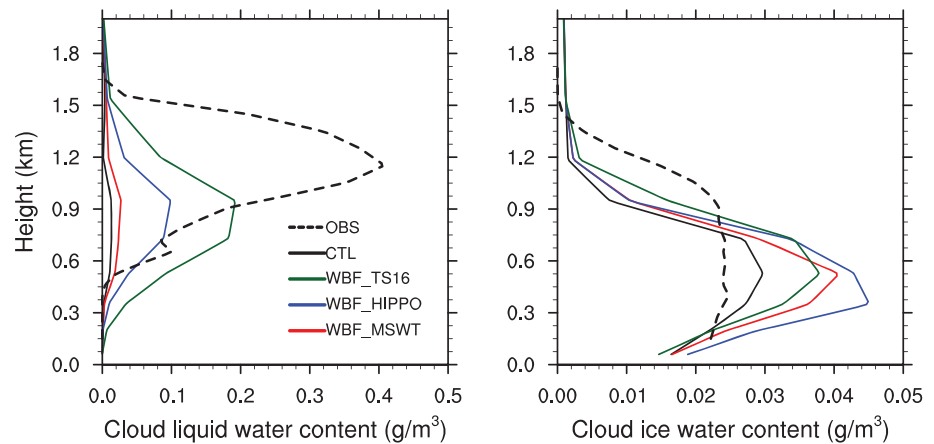 1.8
1.5
1.2
0.9
0.6
0.3
0.0
Height (km)
OBS
CTL
WBF_TS16
WBF_HIPPO
WBF_MSWT
0.0 0.1 0.2 0.3 0.4 0.5
Cloud liquid water content (g/m³)
1.8
1.5
1.2
0.9
0.6
0.3
0.0
0.00 0.01 0.02 0.03 0.04 0.05
Cloud ice water content (g/m³)